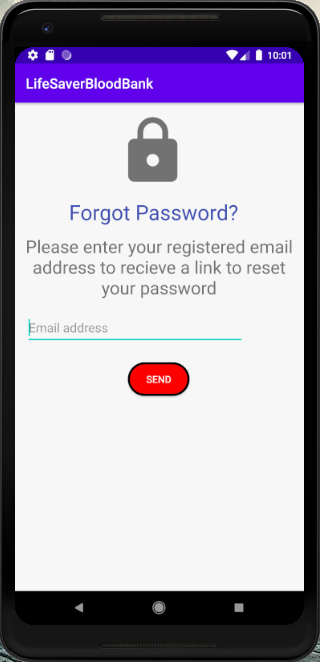 10:01
LifeSaverBloodBank
Forgot Password?
Please enter your registered email
address to recieve a link to reset
your password
Email address
SEND